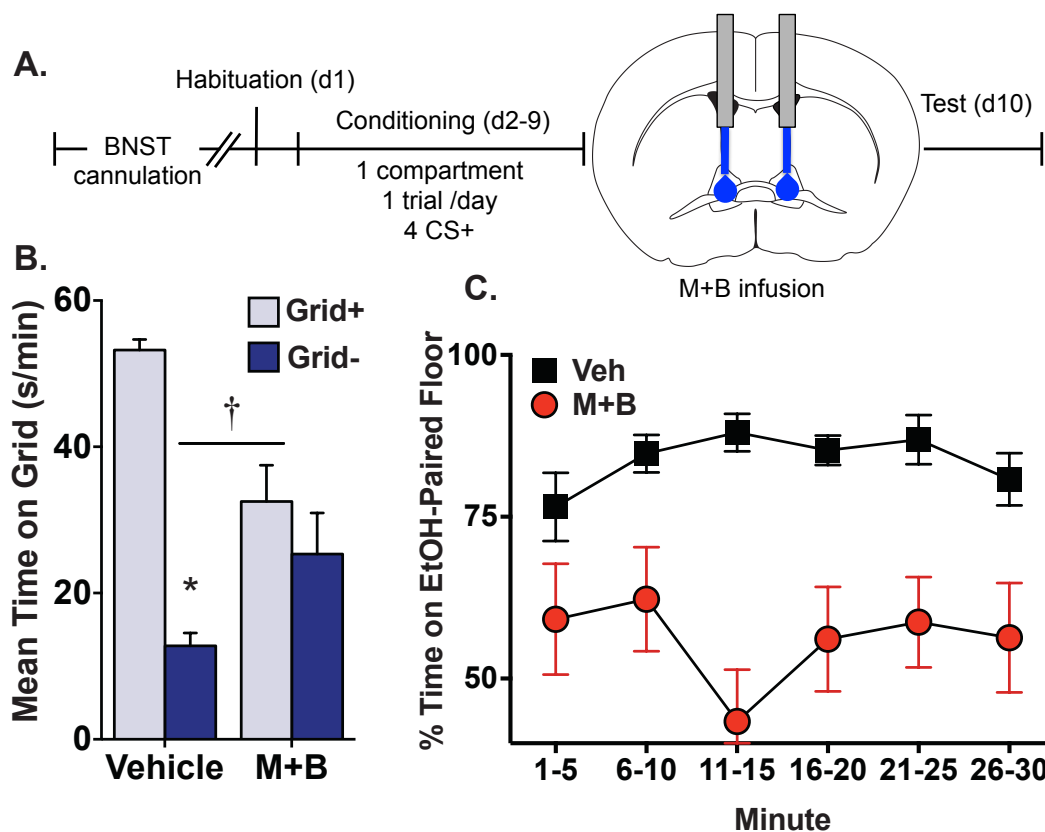 A.
Habituation (d1)
BNST
cannulation
Conditioning (d2-9)
1 compartment
1 trial /day
4 CS+
M+B infusion
Test (d10)
B.
Mean Time on Grid (s/min)
60
40
20
0
Grid+
Grid-
†
*
Vehicle
M+B
C.
% Time on EtOH-Paired Floor
100
75
50
Veh
M+B
1-5 6-10 11-15 16-20 21-25 26-30
Minute